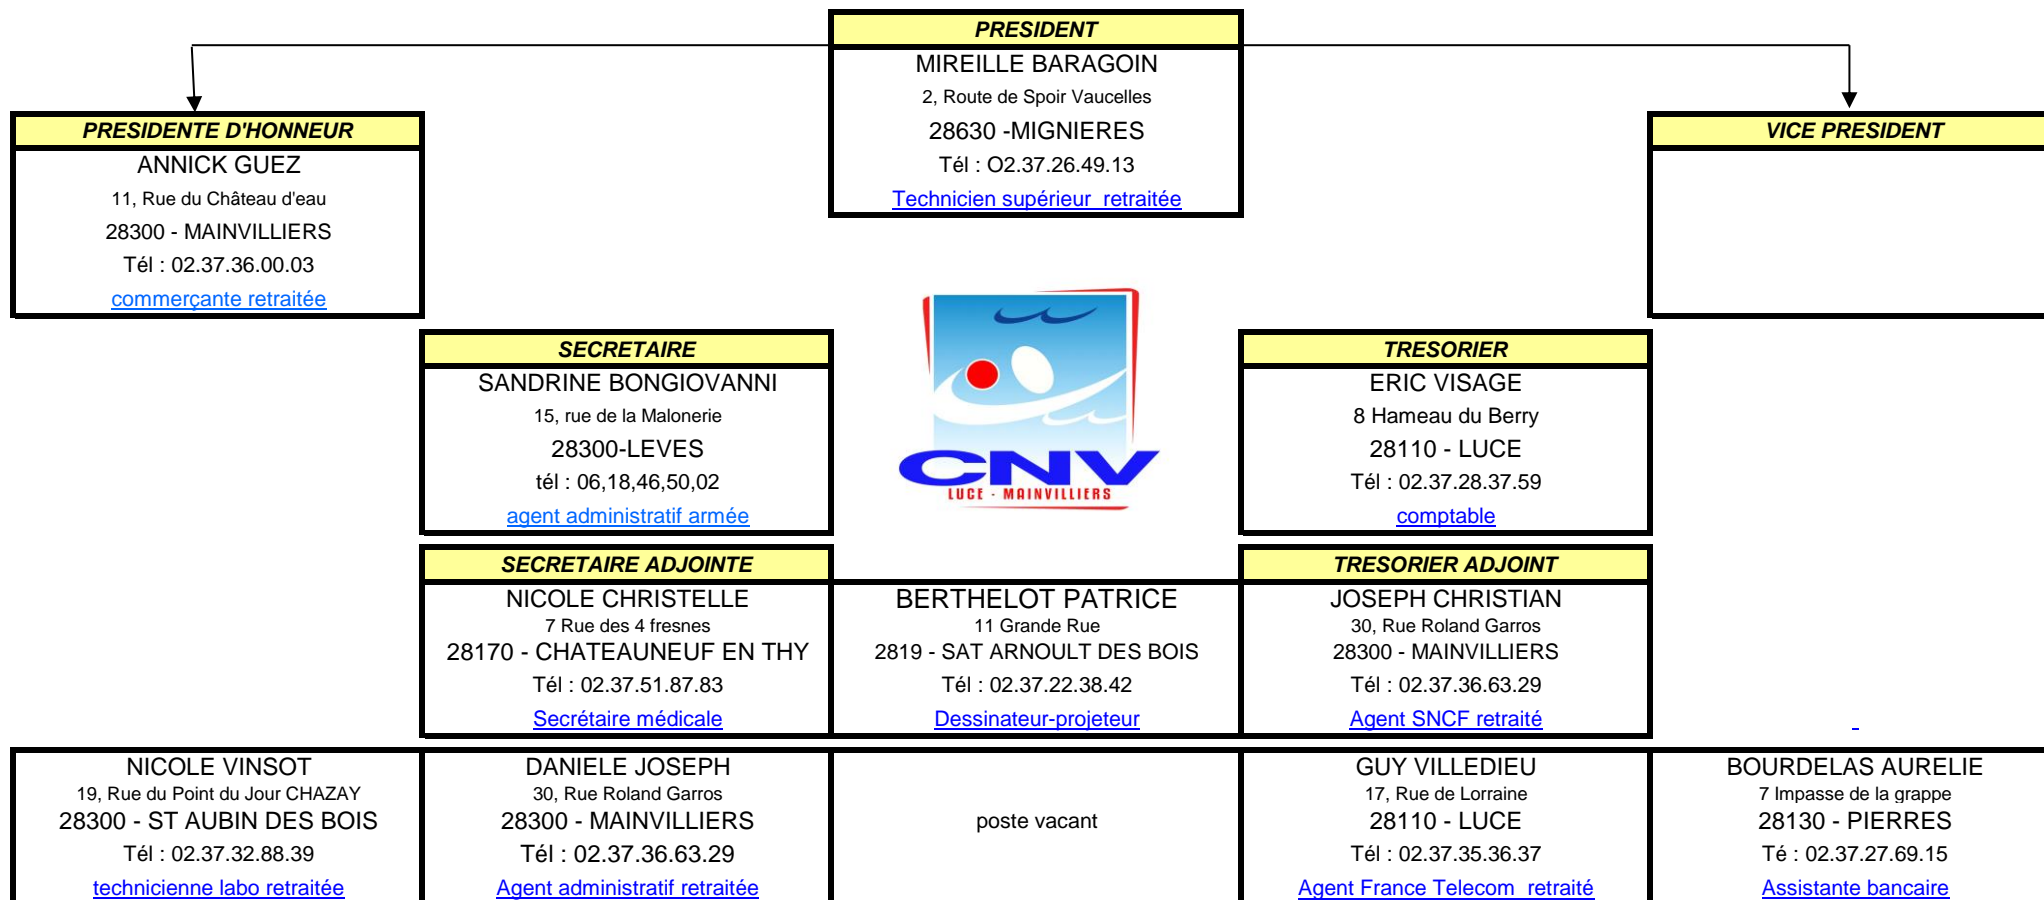 PRESIDENT
MIREILLE BARAGOIN
2, Route de Spoir Vaucelles
28630 -MIGNIERES
Tél : O2.37.26.49.13
Technicien supérieur  retraitée
PRESIDENTE D'HONNEUR
ANNICK GUEZ
11, Rue du Château d'eau
28300 - MAINVILLIERS
Tél : 02.37.36.00.03
commerçante retraitée
VICE PRESIDENT
SECRETAIRE
SANDRINE BONGIOVANNI
15, rue de la Malonerie
28300-LEVES
tél : 06,18,46,50,02
agent administratif armée
CNV
LUCE - MAINVILLIERS
TRESORIER
ERIC VISAGE
8 Hameau du Berry
28110 - LUCE
Tél : 02.37.28.37.59
comptable
SECRETAIRE ADJOINTE
NICOLE CHRISTELLE
7 Rue des 4 fresnes
28170 - CHATEAUNEUF EN THY
Tél : 02.37.51.87.83
Secrétaire médicale
BERTHELOT PATRICE
11 Grande Rue
2819 - SAT ARNOULT DES BOIS
Tél : 02.37.22.38.42
Dessinateur-projeteur
TRESORIER ADJOINT
JOSEPH CHRISTIAN
30, Rue Roland Garros
28300 - MAINVILLIERS
Tél : 02.37.36.63.29
Agent SNCF retraité
NICOLE VINSOT
19, Rue du Point du Jour CHAZAY
28300 - ST AUBIN DES BOIS
Tél : 02.37.32.88.39
technicienne labo retraitée
DANIELE JOSEPH
30, Rue Roland Garros
28300 - MAINVILLIERS
Tél : 02.37.36.63.29
Agent administratif retraitée
poste vacant
GUY VILLEDIEU
17, Rue de Lorraine
28110 - LUCE
Tél : 02.37.35.36.37
Agent France Telecom  retraité
BOURDELAS AURELIE
7 Impasse de la grappe
28130 - PIERRES
Té : 02.37.27.69.15
Assistante bancaire